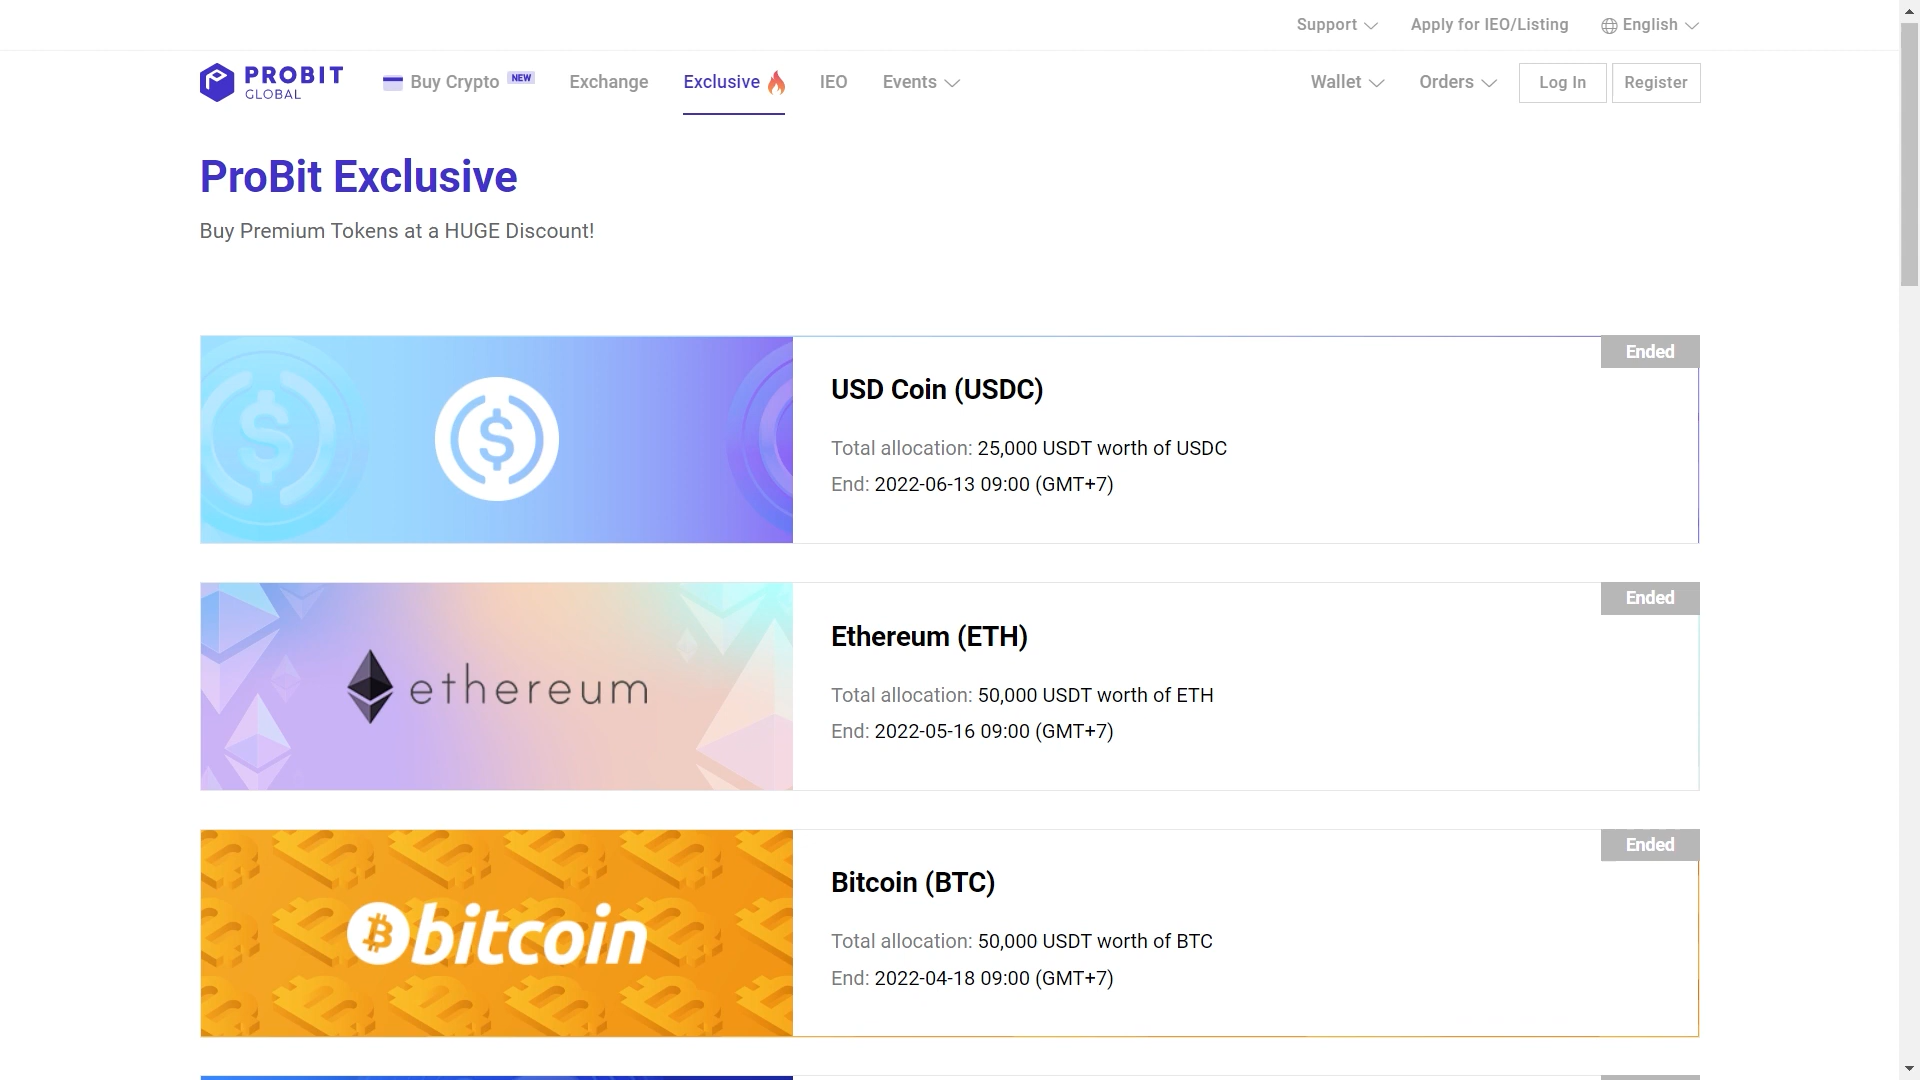 Support
Apply for IEO/Listing
English
PROBIT
GLOBAL
Buy Crypto NEW
Exchange
Exclusive
IEO
Events
Wallet
Orders
Log In
Register
ProBit Exclusive
Buy Premium Tokens at a HUGE Discount!
Ended
USD Coin (USDC)
Total allocation: 25,000 USDT worth of USDC
End: 2022-06-13 09:00 (GMT+7)
Ended
ethereum
Ethereum (ETH)
Total allocation: 50,000 USDT worth of ETH
End: 2022-05-16 09:00 (GMT+7)
Ended
bitcoin
Bitcoin (BTC)
Total allocation: 50,000 USDT worth of BTC
End: 2022-04-18 09:00 (GMT+7)